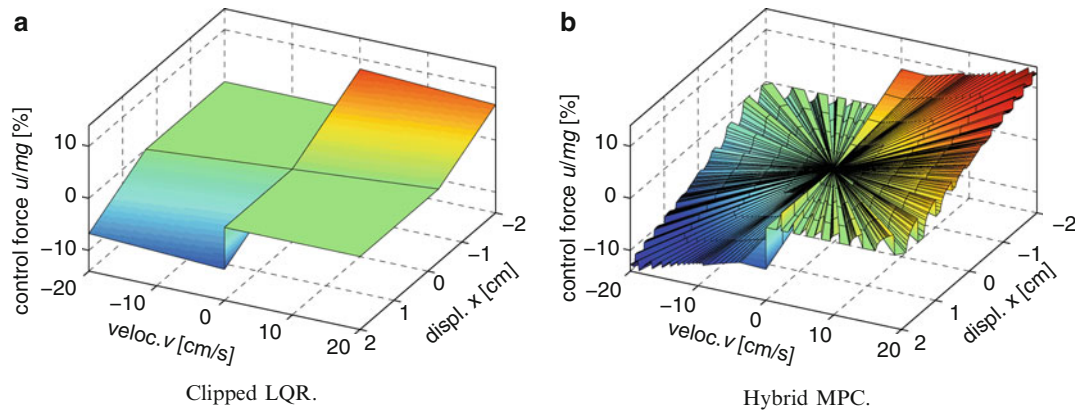 a
control force u/mg [%]
10
0
−10
−20
−10
0
10
20
veloc. v [cm/s]
2
1
0
−1
−2
displ. x [cm]
Clipped LQR.
b
control force u/mg [%]
10
0
−10
−20
−10
0
10
20
veloc. v [cm/s]
2
1
0
−1
−2
displ. x [cm]
Hybrid MPC.